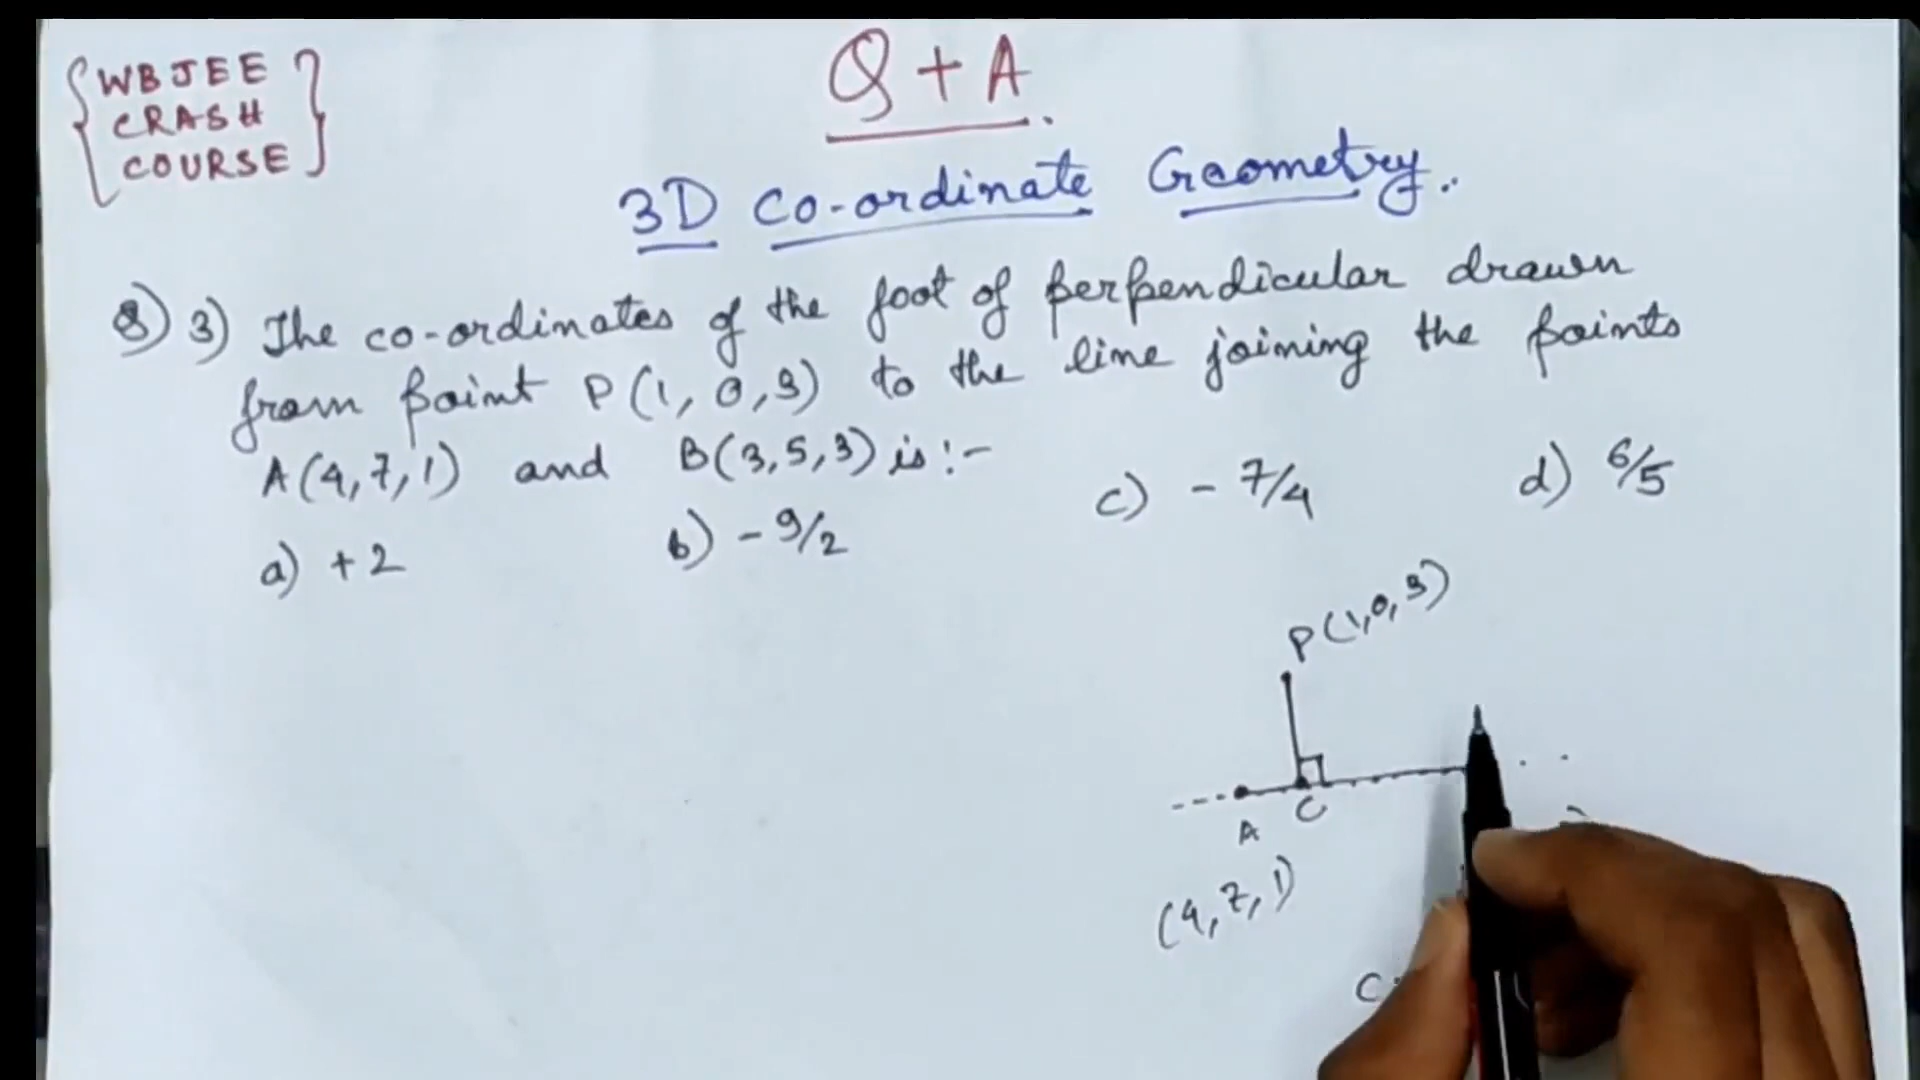 WBJEE
CRASH
COURSE
Q + A.
3D Co-ordinate Geometry..
Q) 3) The co-ordinates of the foot of perpendicular drawn
from point P(1, 0, 3) to the line joining the points
A(4, 7, 1) and B(3, 5, 3) is :-
a) + 2 b) - 9/2 c) - 7/4 d) 6/5
P(1, 0, 3)
A C
(4, 7, 1)
C